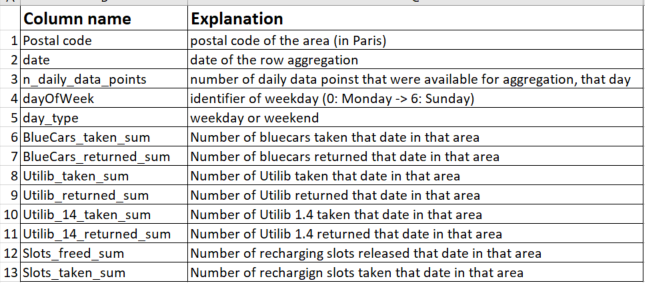 Column name Explanation
1 Postal code postal code of the area (in Paris)
2 date date of the row aggregation
3 n_daily_data_points number of daily data poinst that were available for aggregation, that day
4 dayOfWeek identifier of weekday (0: Monday -> 6: Sunday)
5 day_type weekday or weekend
6 BlueCars_taken_sum Number of bluecars taken that date in that area
7 BlueCars_returned_sum Number of bluecars returned that date in that area
8 Utilib_taken_sum Number of Utilib taken that date in that area
9 Utilib_returned_sum Number of Utilib returned that date in that area
10 Utilib_14_taken_sum Number of Utilib 1.4 taken that date in that area
11 Utilib_14_returned_sum Number of Utilib 1.4 returned that date in that area
12 Slots_freed_sum Number of recharging slots released that date in that area
13 Slots_taken_sum Number of rechargign slots taken that date in that area